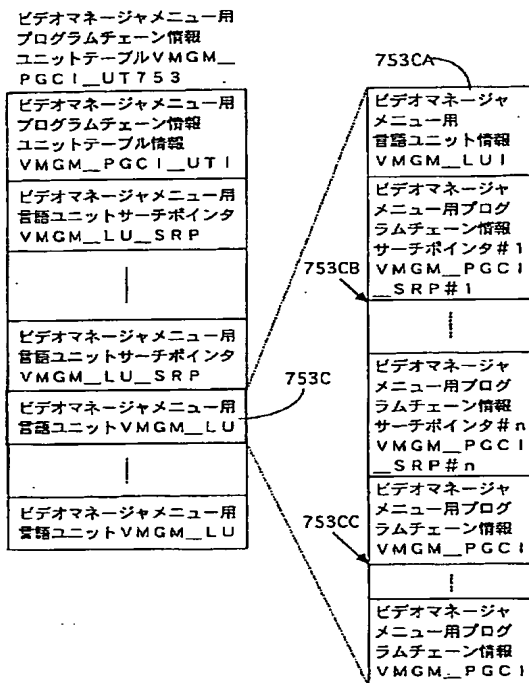 ビデオマネージャメニュー用
プログラムチェーン情報
ユニットテーブルVMGM__
PGCI_UT753
ビデオマネージャメニュー用
プログラムチェーン情報
ユニットテーブル情報
VMGM__PGCI_UTI
ビデオマネージャメニュー用
言語ユニットサーチポインタ
VMGM__LU_SRP
ビデオマネージャメニュー用
言語ユニットサーチポインタ
VMGM__LU_SRP
ビデオマネージャメニュー用
言語ユニットVMGM__LU
ビデオマネージャメニュー用
言語ユニットVMGM__LU
753C
753CA
ビデオマネージャ
メニュー用
言語ユニット情報
VMGM__LUI
ビデオマネージャ
メニュー用プログ
ラムチェーン情報
サーチポインタ#1
VMGM__PGCI
_SRP#1
753CB
ビデオマネージャ
メニュー用プログ
ラムチェーン情報
サーチポインタ#n
VMGM__PGCI
_SRP#n
ビデオマネージャ
メニュー用プログ
ラムチェーン情報
VMGM__PGCI
753CC
ビデオマネージャ
メニュー用プログ
ラムチェーン情報
VMGM__PGCI